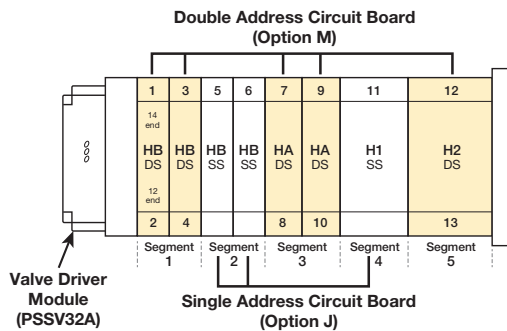 Double Address Circuit Board
(Option M)
1 3 5 6 7 9 11 12
14
end
HB HB HB HB HA HA H1 H2
DS DS SS SS DS DS SS DS
12
end
2 4 8 10 13
Segment Segment Segment Segment Segment
1 2 3 4 5
Valve Driver
Module
(PSSV32A)
Single Address Circuit Board
(Option J)